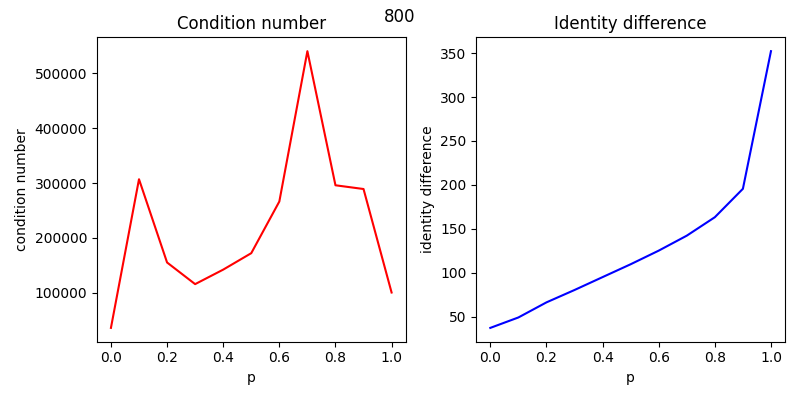 800
Condition number
Identity difference
condition number
500000
400000
300000
200000
100000
0.0 0.2 0.4 0.6 0.8 1.0
p
identity difference
350
300
250
200
150
100
50
0.0 0.2 0.4 0.6 0.8 1.0
p